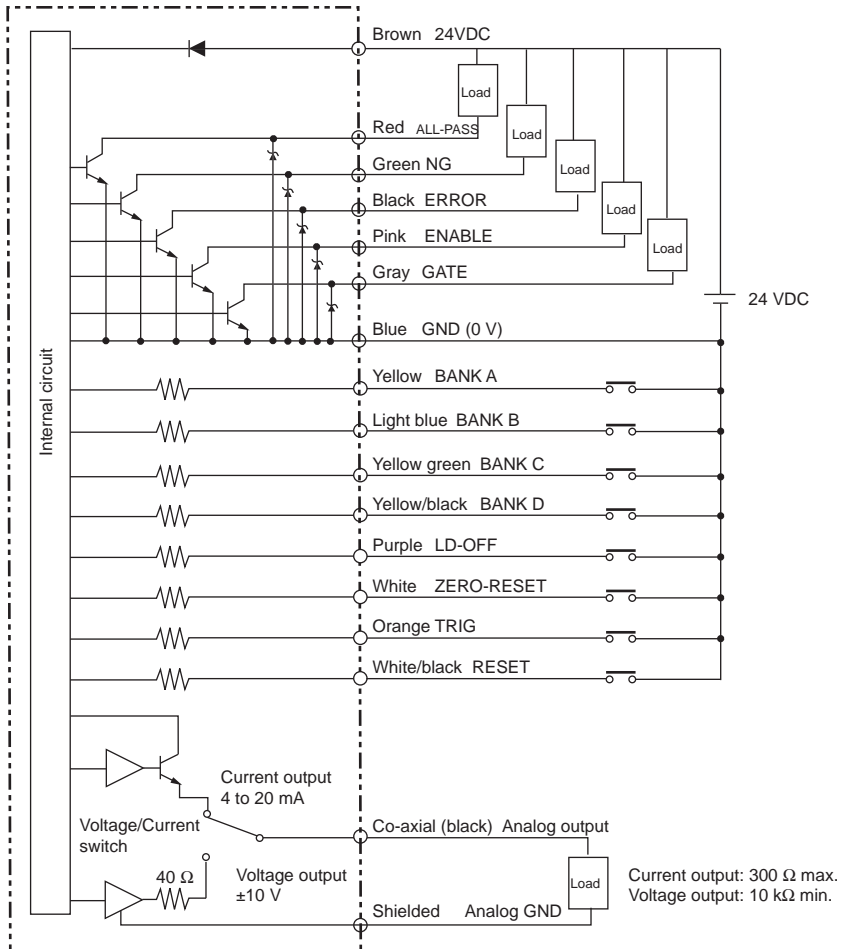 Brown 24VDC
Load
Red ALL-PASS
Load
Green NG
Load
Black ERROR
Load
Pink ENABLE
Load
Gray GATE
24 VDC
Blue GND (0 V)
Internal circuit
Yellow BANK A
Light blue BANK B
Yellow green BANK C
Yellow/black BANK D
Purple LD-OFF
White ZERO-RESET
Orange TRIG
White/black RESET
Current output
4 to 20 mA
Voltage/Current
switch
Co-axial (black) Analog output
40 Ω
Voltage output
±10 V
Load
Current output: 300 Ω max.
Voltage output: 10 kΩ min.
Shielded Analog GND